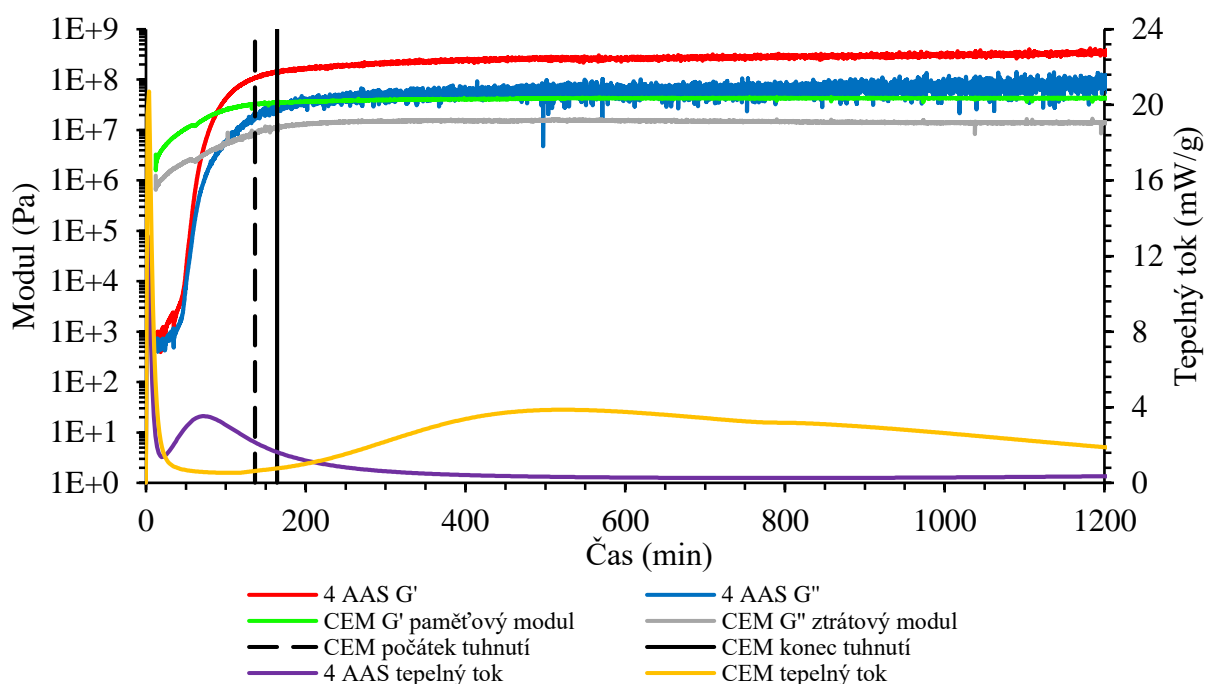 1E+9
1E+8
1E+7
1E+6
1E+5
1E+4
1E+3
1E+2
1E+1
1E+0
Modul (Pa)
24
20
16
12
8
4
0
Tepelný tok (mW/g)
0 200 400 600 800 1000 1200
Čas (min)
4 AAS G' 4 AAS G"
CEM G' paměťový modul CEM G" ztrátový modul
CEM počátek tuhnutí CEM konec tuhnutí
4 AAS tepelný tok CEM tepelný tok